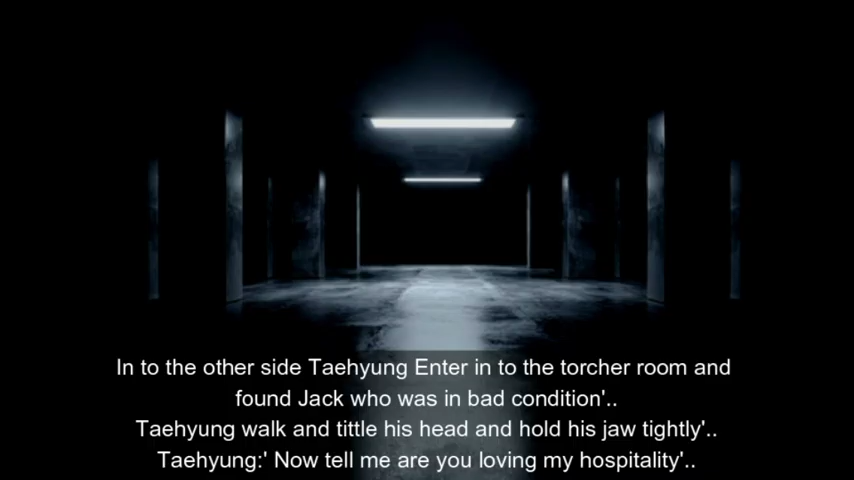 In to the other side Taehyung Enter in to the torcher room and
found Jack who was in bad condition'..
Taehyung walk and tittle his head and hold his jaw tightly'..
Taehyung:' Now tell me are you loving my hospitality'..